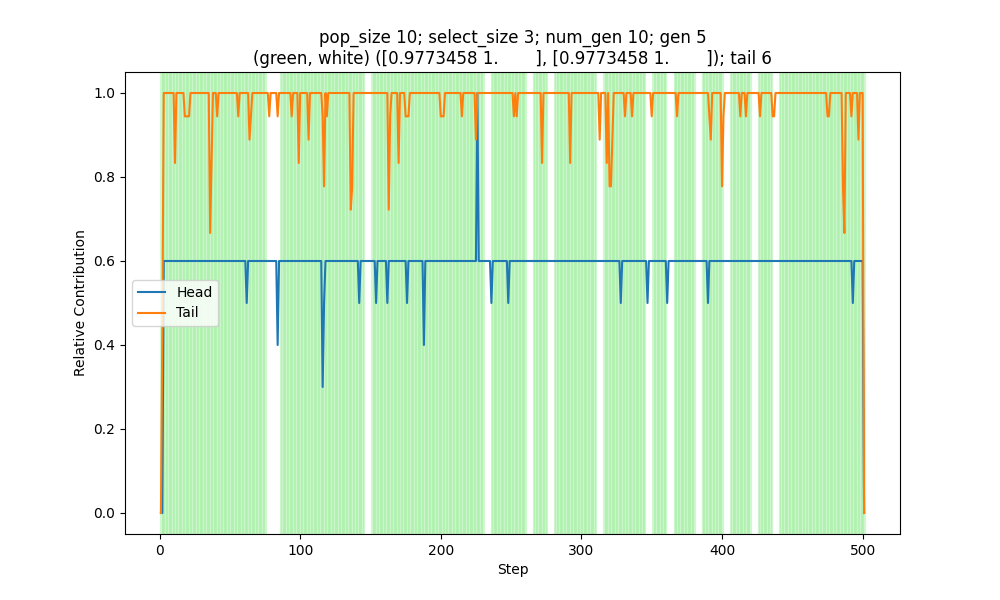 pop_size 10; select_size 3; num_gen 10; gen 5
(green, white) ([0.9773458 1.       ], [0.9773458 1.       ]); tail 6
1.0
0.8
0.6
0.4
0.2
0.0
Relative Contribution
Head
Tail
0 100 200 300 400 500
Step